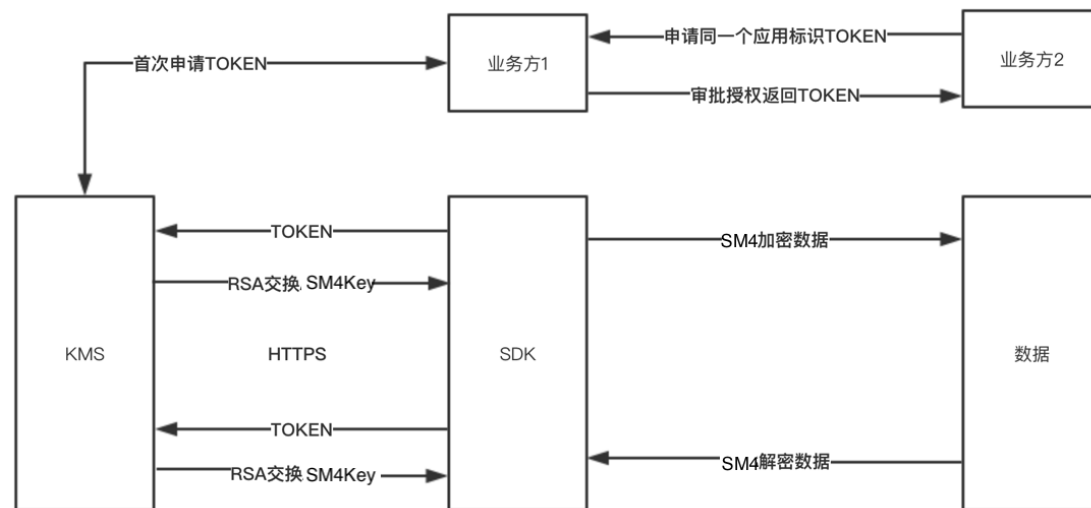 申请同一个应用标识TOKEN
首次申请TOKEN
业务方1
业务方2
审批授权返回TOKEN
TOKEN
SM4加密数据
RSA交换 SM4Key
KMS
HTTPS
SDK
数据
TOKEN
SM4解密数据
RSA交换 SM4Key